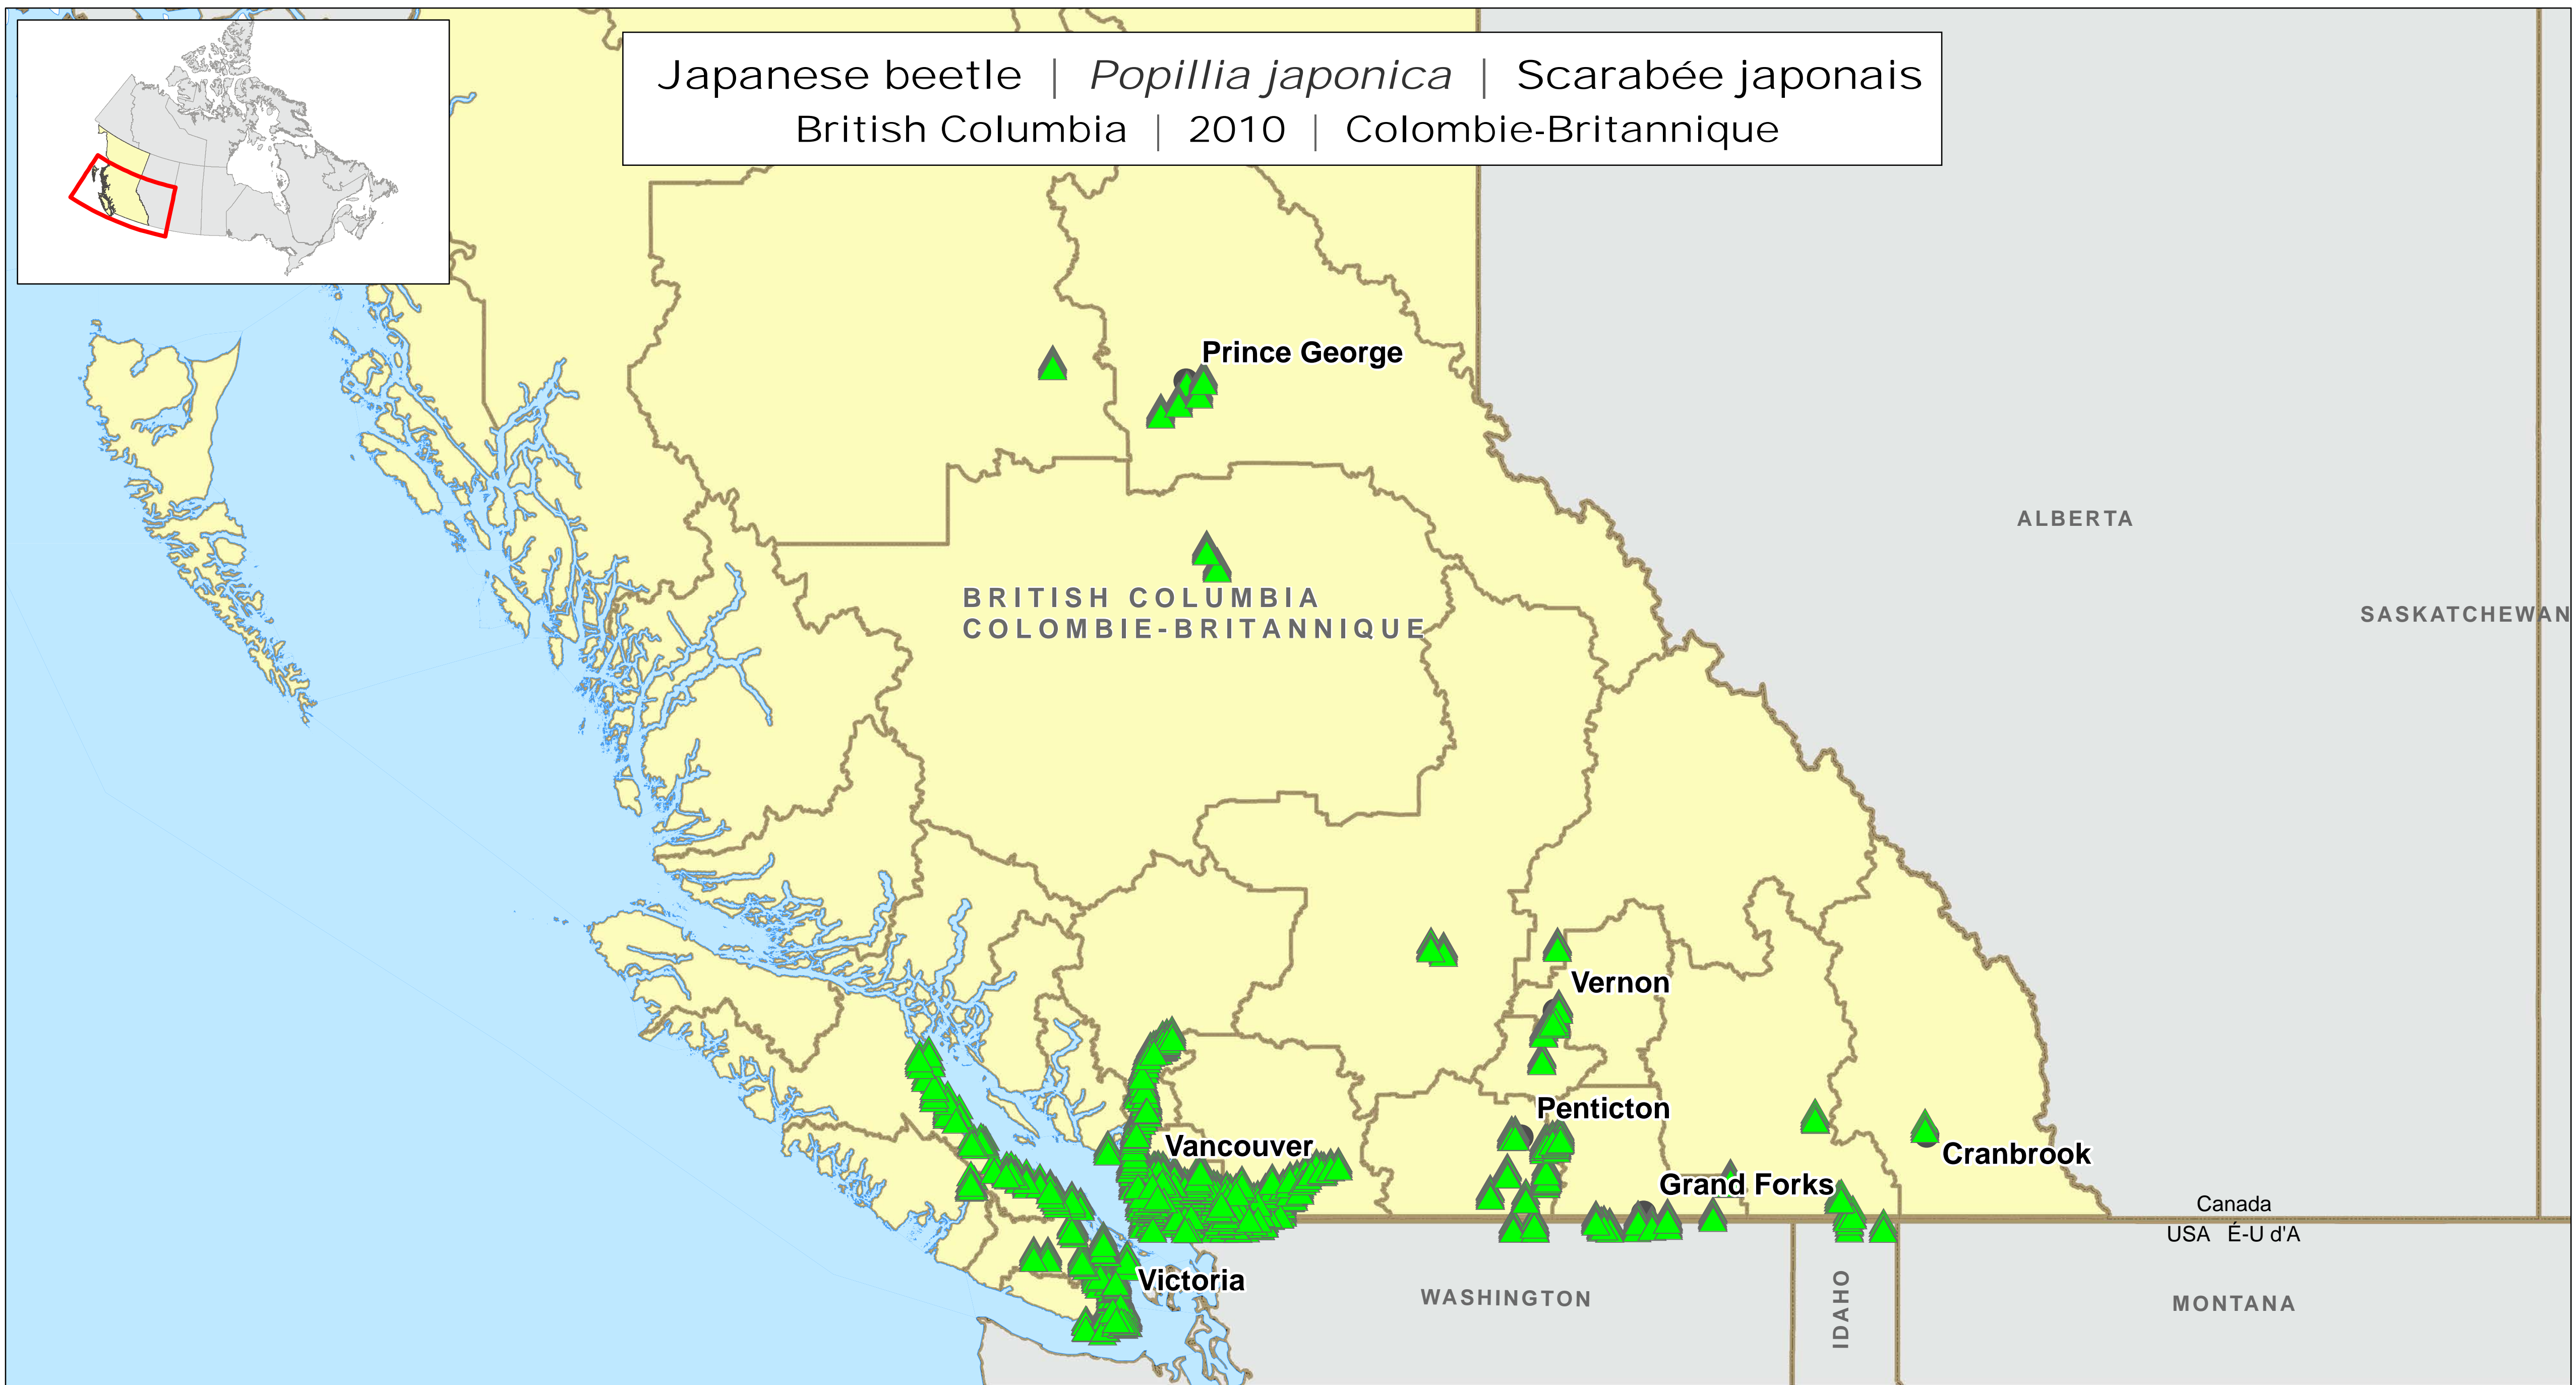 Japanese beetle | Popillia japonica | Scarabée japonais
British Columbia | 2010 | Colombie-Britannique
Prince George
ALBERTA
BRITISH COLUMBIA
COLOMBIE-BRITANNIQUE
SASKATCHEWAN
Vernon
Penticton
Vancouver
Cranbrook
Grand Forks
Canada
USA É-U d'A
Victoria
WASHINGTON
IDAHO
MONTANA